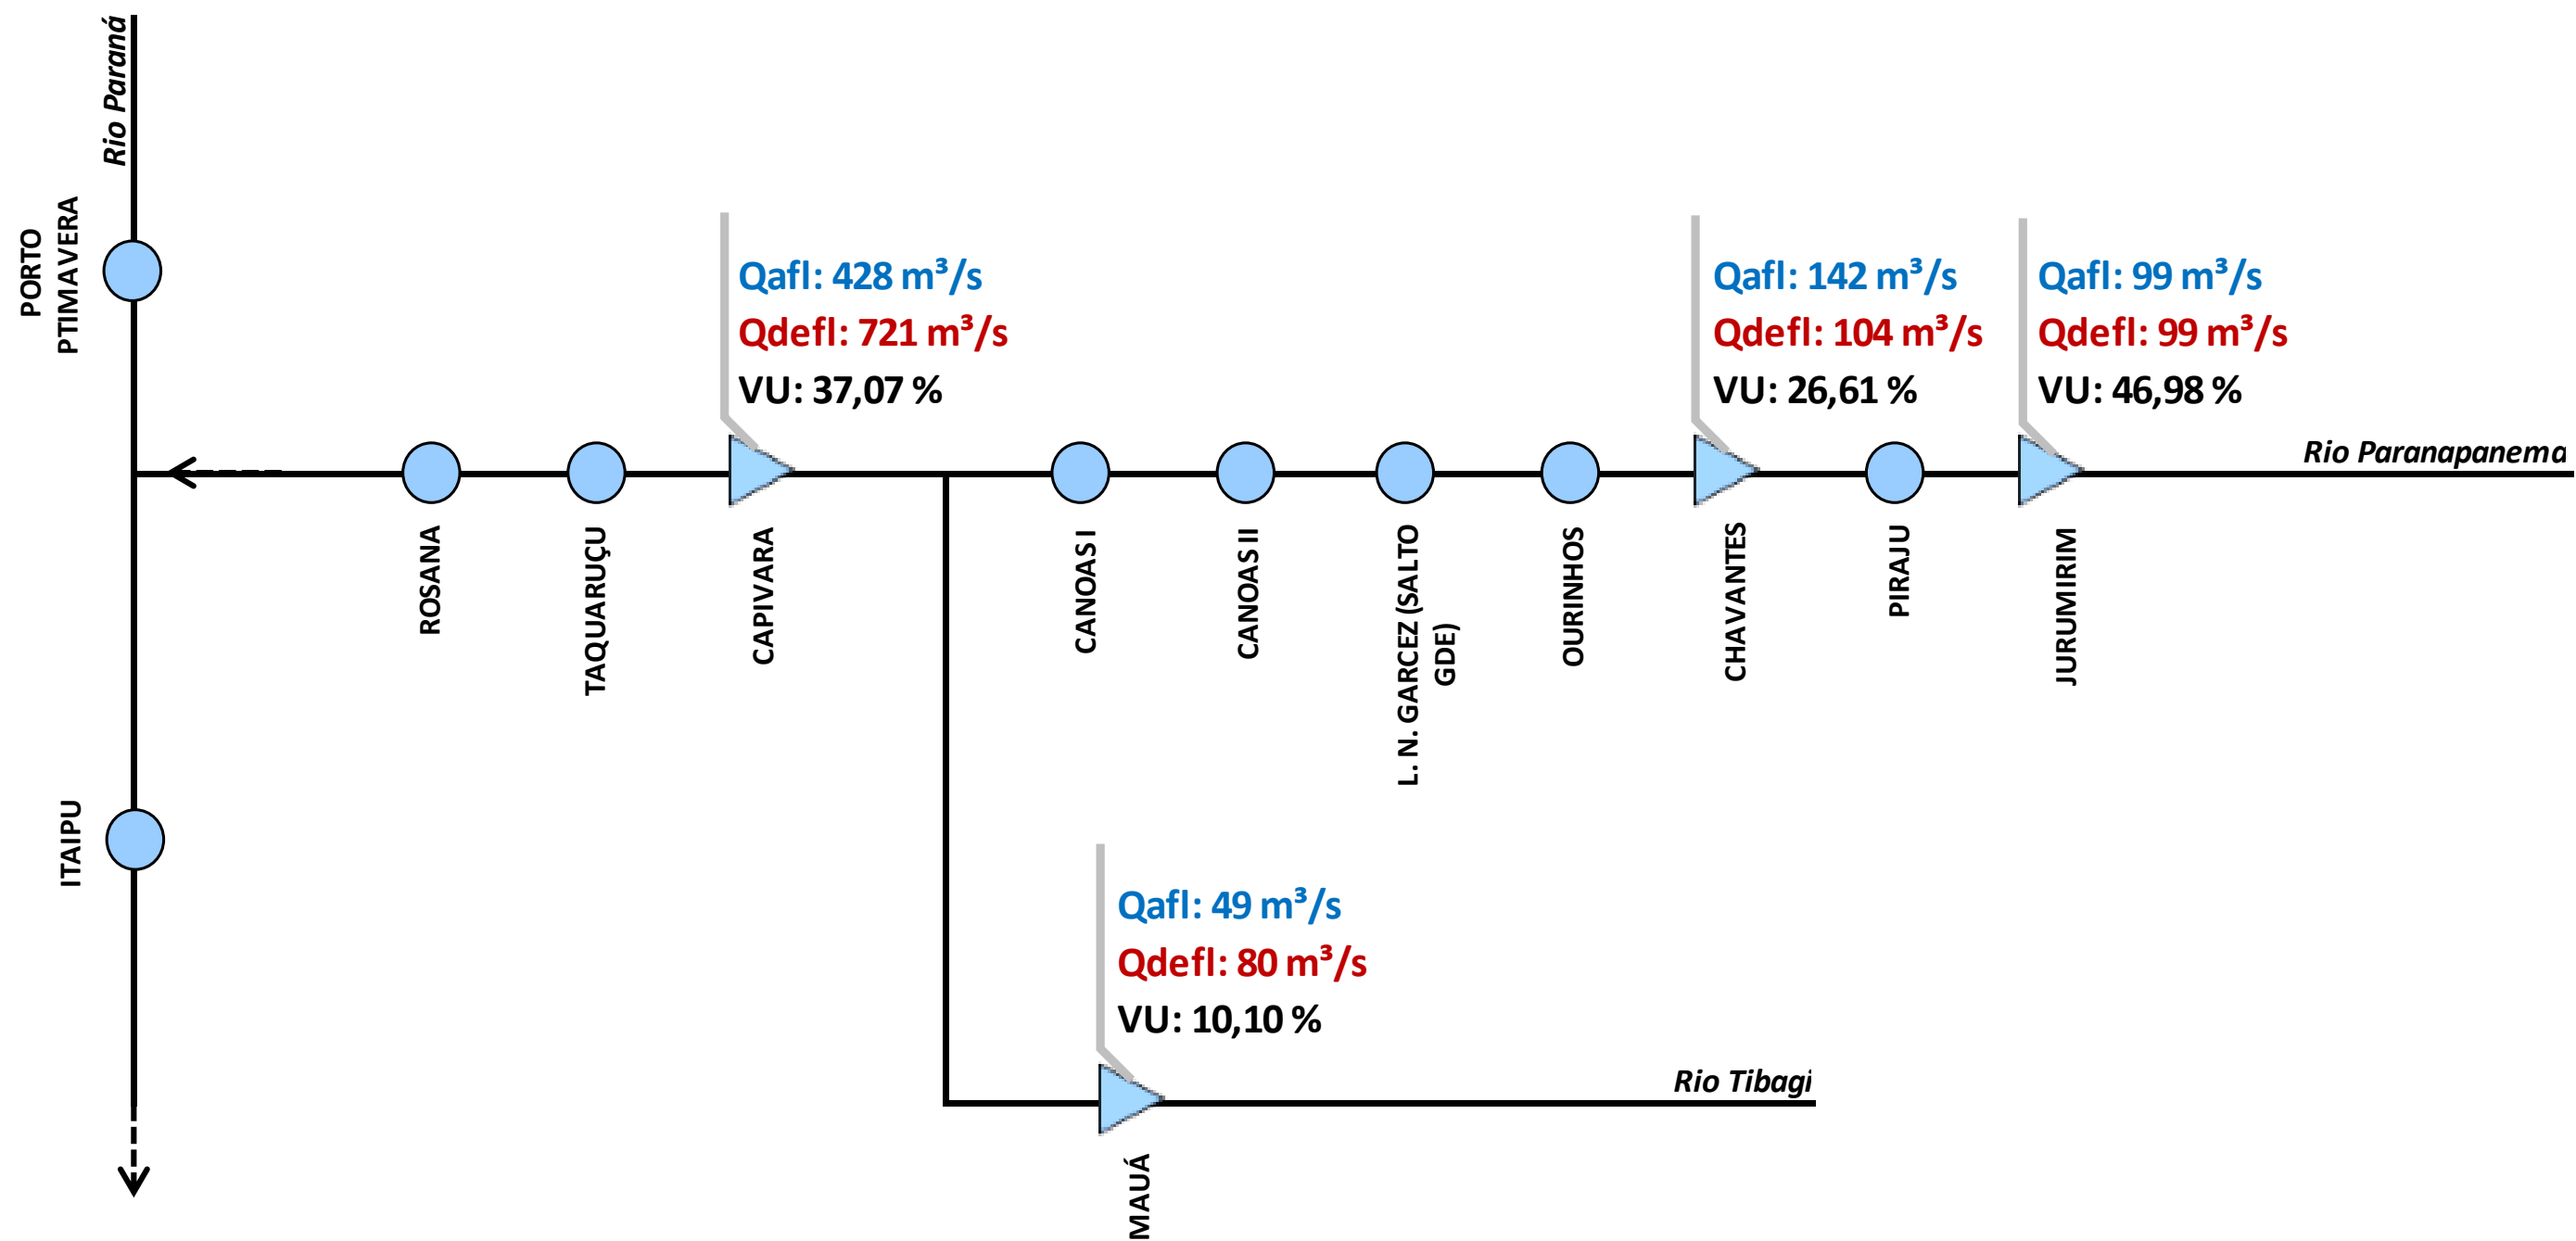 Rio Paraná
PORTO
PTIMAVERA
Qafl: 428 m³/s
Qdefl: 721 m³/s
VU: 37,07 %
Qafl: 142 m³/s
Qdefl: 104 m³/s
VU: 26,61 %
Qafl: 99 m³/s
Qdefl: 99 m³/s
VU: 46,98 %
Rio Paranapanema
ROSANA
TAQUARUÇU
CAPIVARA
CANOAS I
CANOAS II
L. N. GARCEZ (SALTO
GDE)
OURINHOS
CHAVANTES
PIRAJU
JURUMIRIM
ITAIPU
Qafl: 49 m³/s
Qdefl: 80 m³/s
VU: 10,10 %
Rio Tibagi
MAUÁ